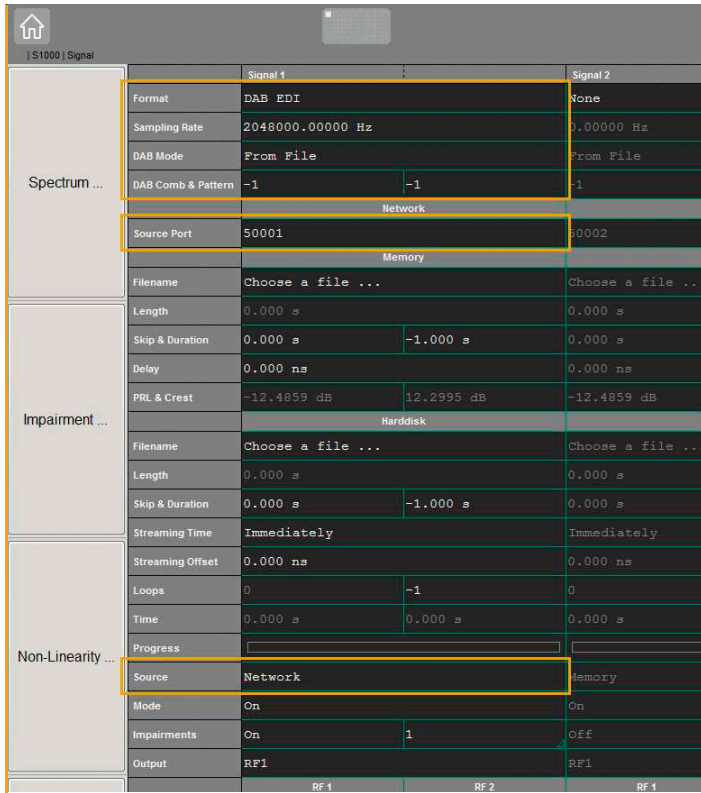 | S1000 | Signal
Signal 1 Signal 2
Format DAB EDI None
Sampling Rate 2048000.00000 Hz 0.00000 Hz
DAB Mode From File From File
Spectrum ...
DAB Comb & Pattern -1 -1 -1
Network
Source Port 50001 50002
Memory
Filename Choose a file ... Choose a file ..
Length 0.000 s 0.000 s
Skip & Duration 0.000 s -1.000 s 0.000 s
Delay 0.000 ns 0.000 ns
PRL & Crest -12.4859 dB 12.2995 dB -12.4859 dB
Impairment ...
Harddisk
Filename Choose a file ... Choose a file ..
Length 0.000 s 0.000 s
Skip & Duration 0.000 s -1.000 s 0.000 s
Streaming Time Immediately Immediately
Streaming Offset 0.000 ns 0.000 ns
Loops 0 -1 0
Time 0.000 s 0.000 s 0.000 s
Non-Linearity ...
Progress
Source Network Memory
Mode On On
Impairments On 1 Off
Output RF1 RF1
RF 1 RF 2 RF 1